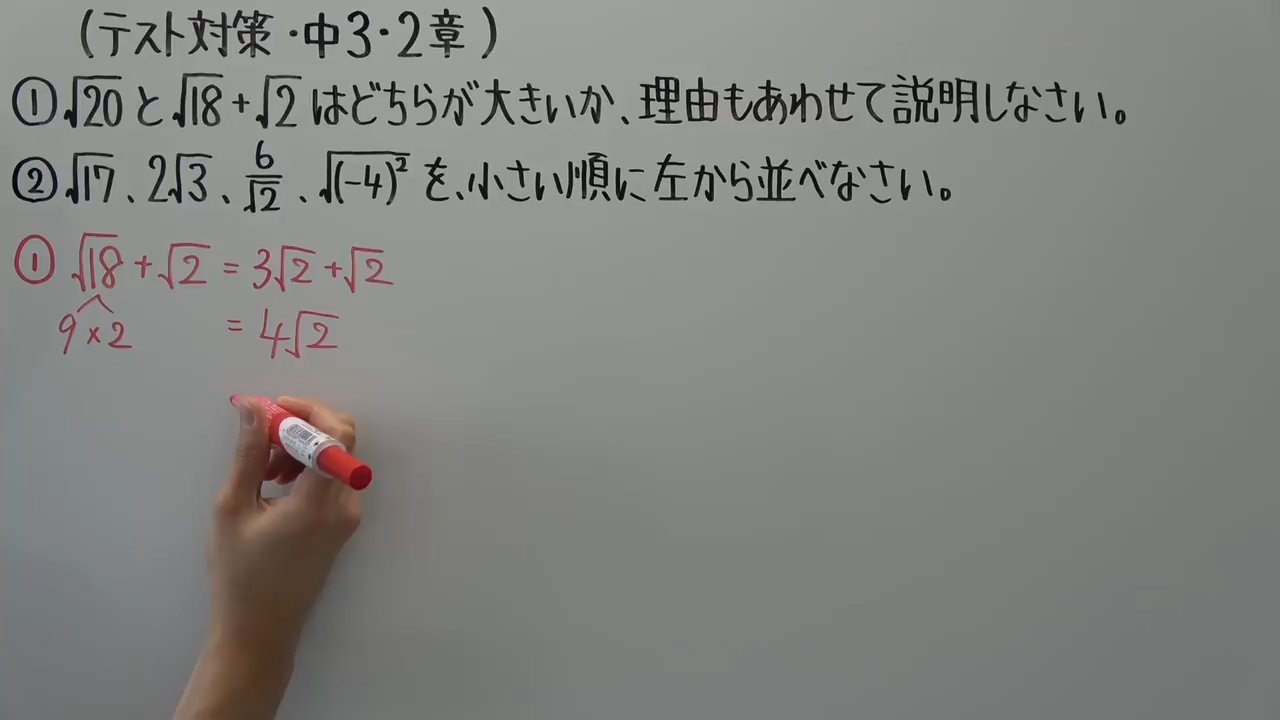 (テスト対策・中3・2章)
①√20と√18+√2はどちらが大きいか、理由もあわせて説明しなさい。
②√17、2√3、6/√2、√(-4)²を、小さい順に左から並べなさい。
①√18+√2=3√2+√2
9×2 =4√2